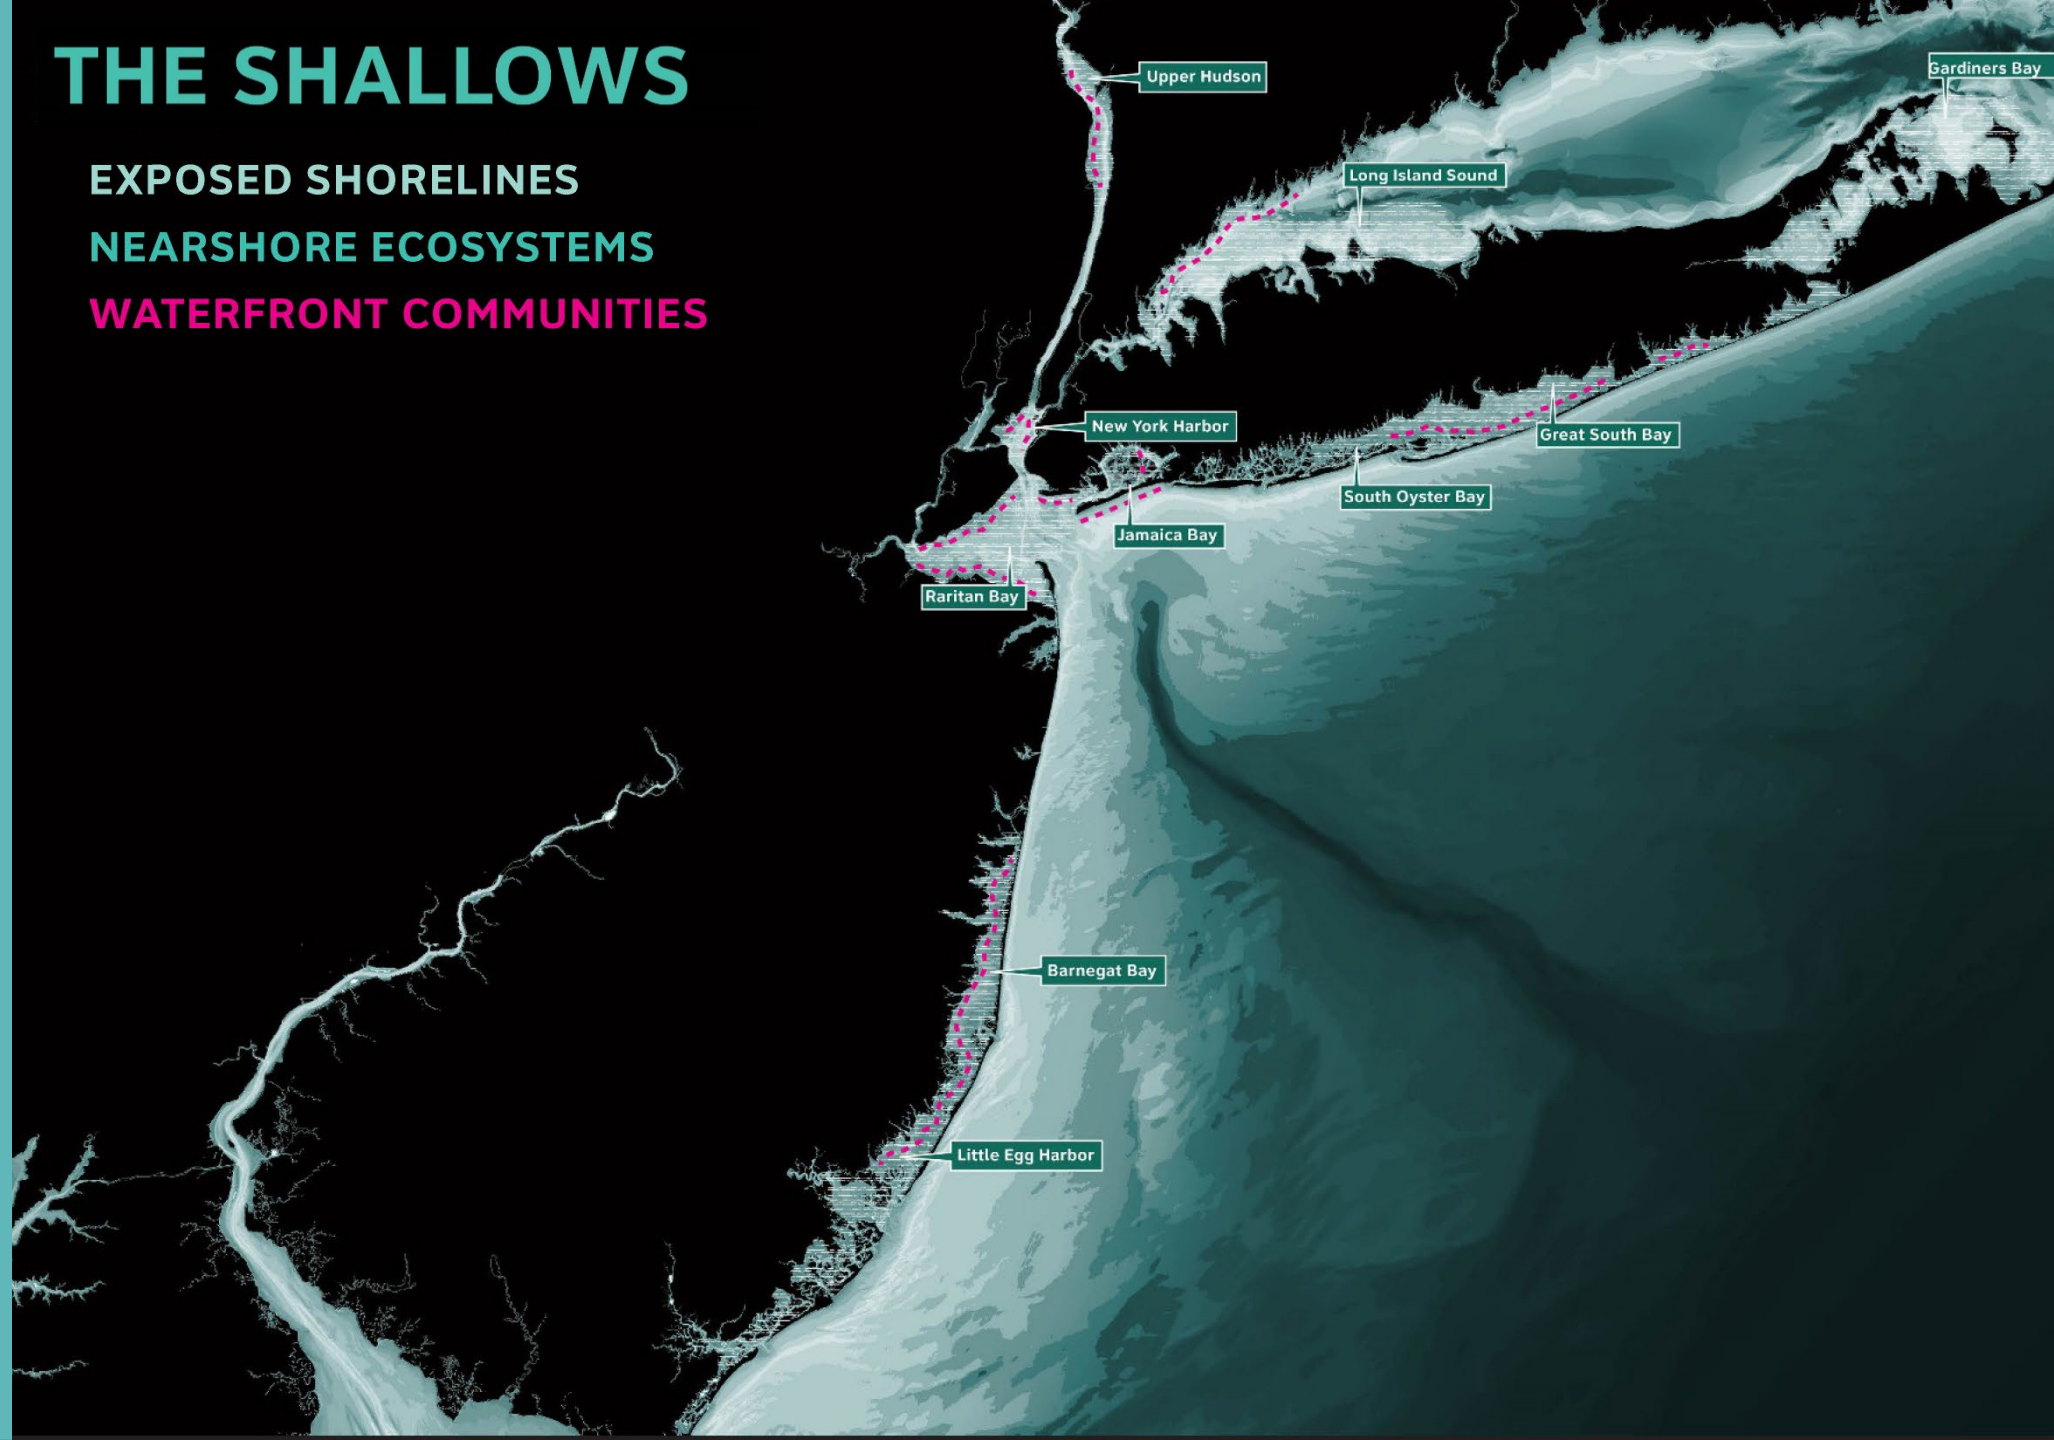 THE SHALLOWS
EXPOSED SHORELINES
NEARSHORE ECOSYSTEMS
WATERFRONT COMMUNITIES
Upper Hudson
Gardiners Bay
Long Island Sound
New York Harbor
Great South Bay
South Oyster Bay
Jamaica Bay
Raritan Bay
Barnegat Bay
Little Egg Harbor